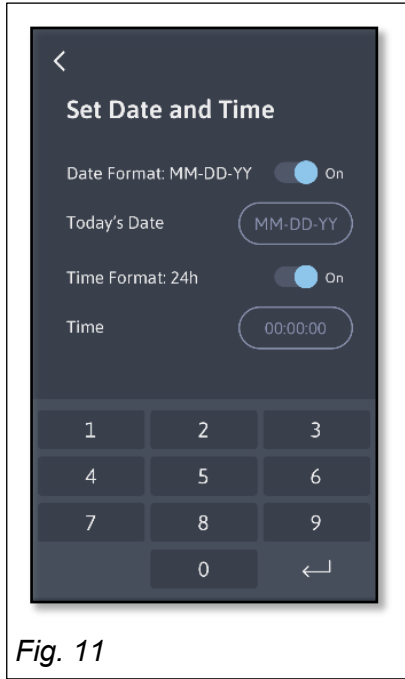 Set Date and Time
Date Format: MM-DD-YY On
Today's Date MM-DD-YY
Time Format: 24h On
Time 00:00:00
1 2 3
4 5 6
7 8 9
0
Fig. 11